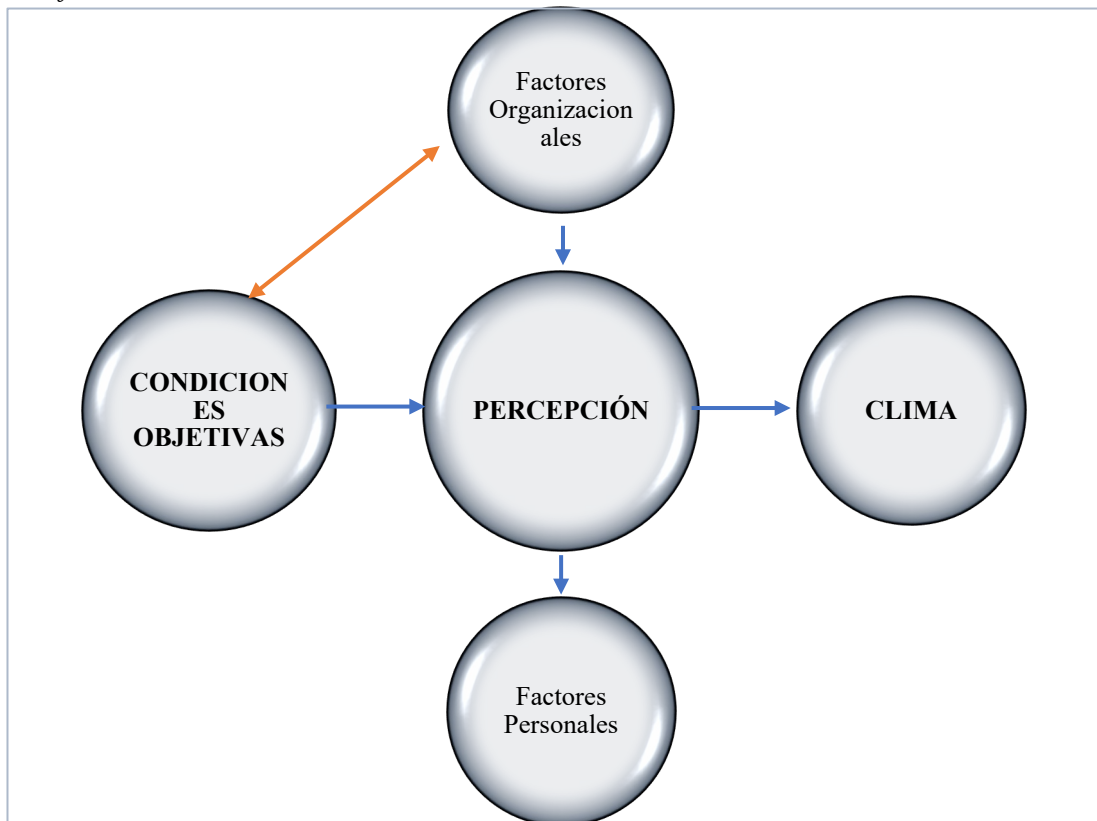 Factores
Organizacion
ales
CONDICION
ES
OBJETIVAS
PERCEPCIÓN
CLIMA
Factores
Personales